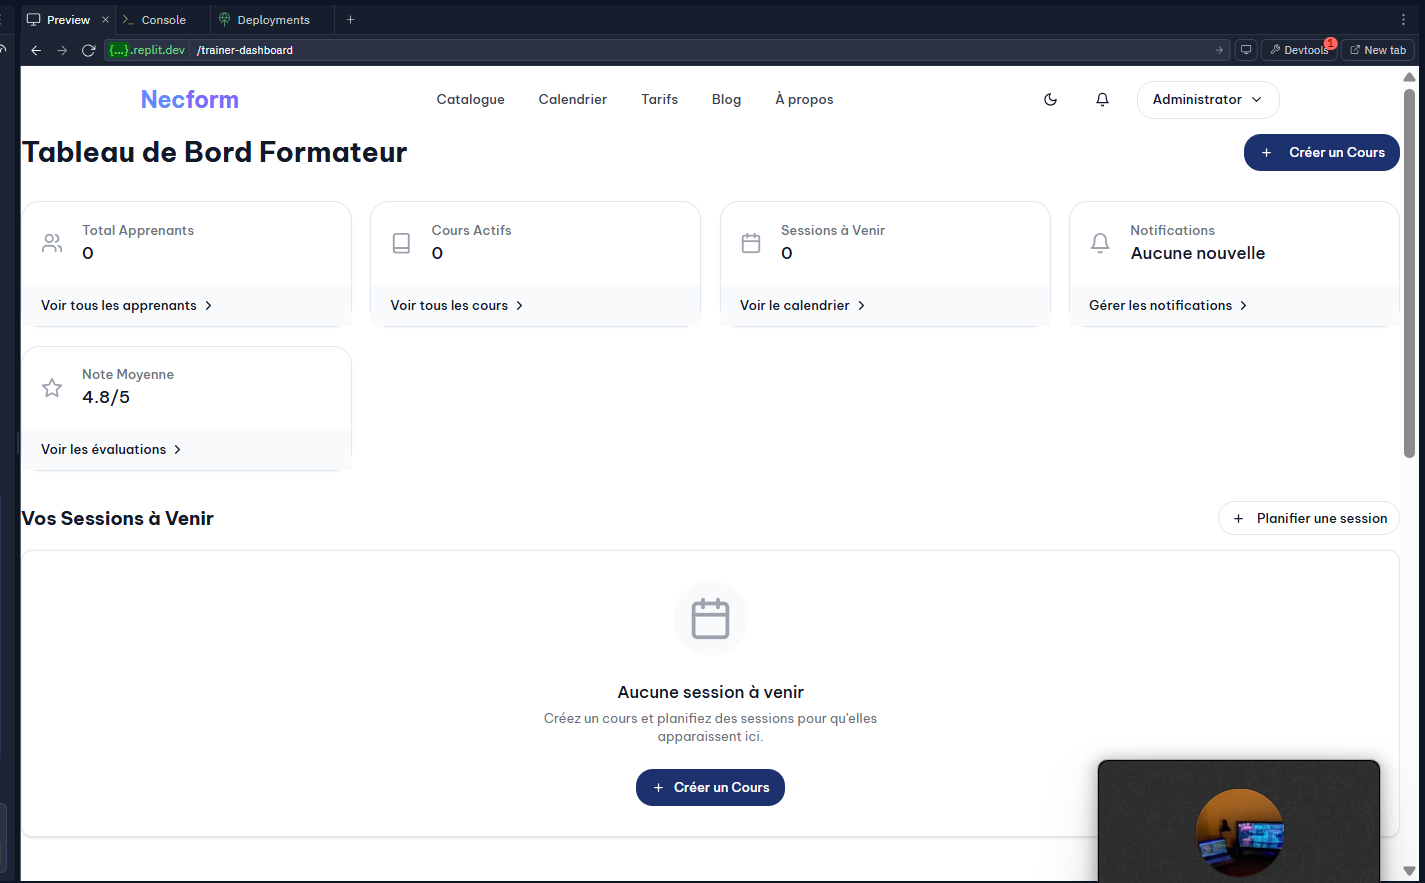 Preview
Console
Deployments
{...}.replit.dev /trainer-dashboard
Devtools 1
New tab
Necform
Catalogue Calendrier Tarifs Blog À propos
Administrator
Tableau de Bord Formateur
+ Créer un Cours
Total Apprenants
0
Voir tous les apprenants
Cours Actifs
0
Voir tous les cours
Sessions à Venir
0
Voir le calendrier
Notifications
Aucune nouvelle
Gérer les notifications
Note Moyenne
4.8/5
Voir les évaluations
Vos Sessions à Venir
+ Planifier une session
Aucune session à venir
Créez un cours et planifiez des sessions pour qu'elles
apparaissent ici.
+ Créer un Cours